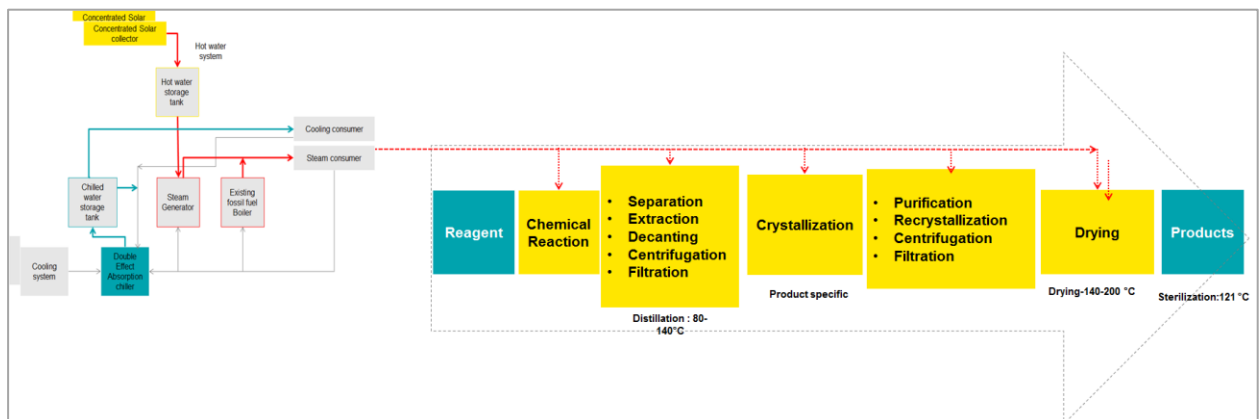 Concentrated Solar
Concentrated Solar
collector
Hot water
system
Hot water
storage
tank
Cooling consumer
Steam consumer
Chilled
water
storage
tank
Steam
Generator
Existing
fossil fuel
Boiler
Cooling
system
Double
Effect
Absorption
chiller
Reagent
Chemical
Reaction
• Separation
• Extraction
• Decanting
• Centrifugation
• Filtration
Distillation : 80-
140°C
Crystallization
Product specific
• Purification
• Recrystallization
• Centrifugation
• Filtration
Drying
Drying-140-200 °C
Products
Sterilization:121 °C